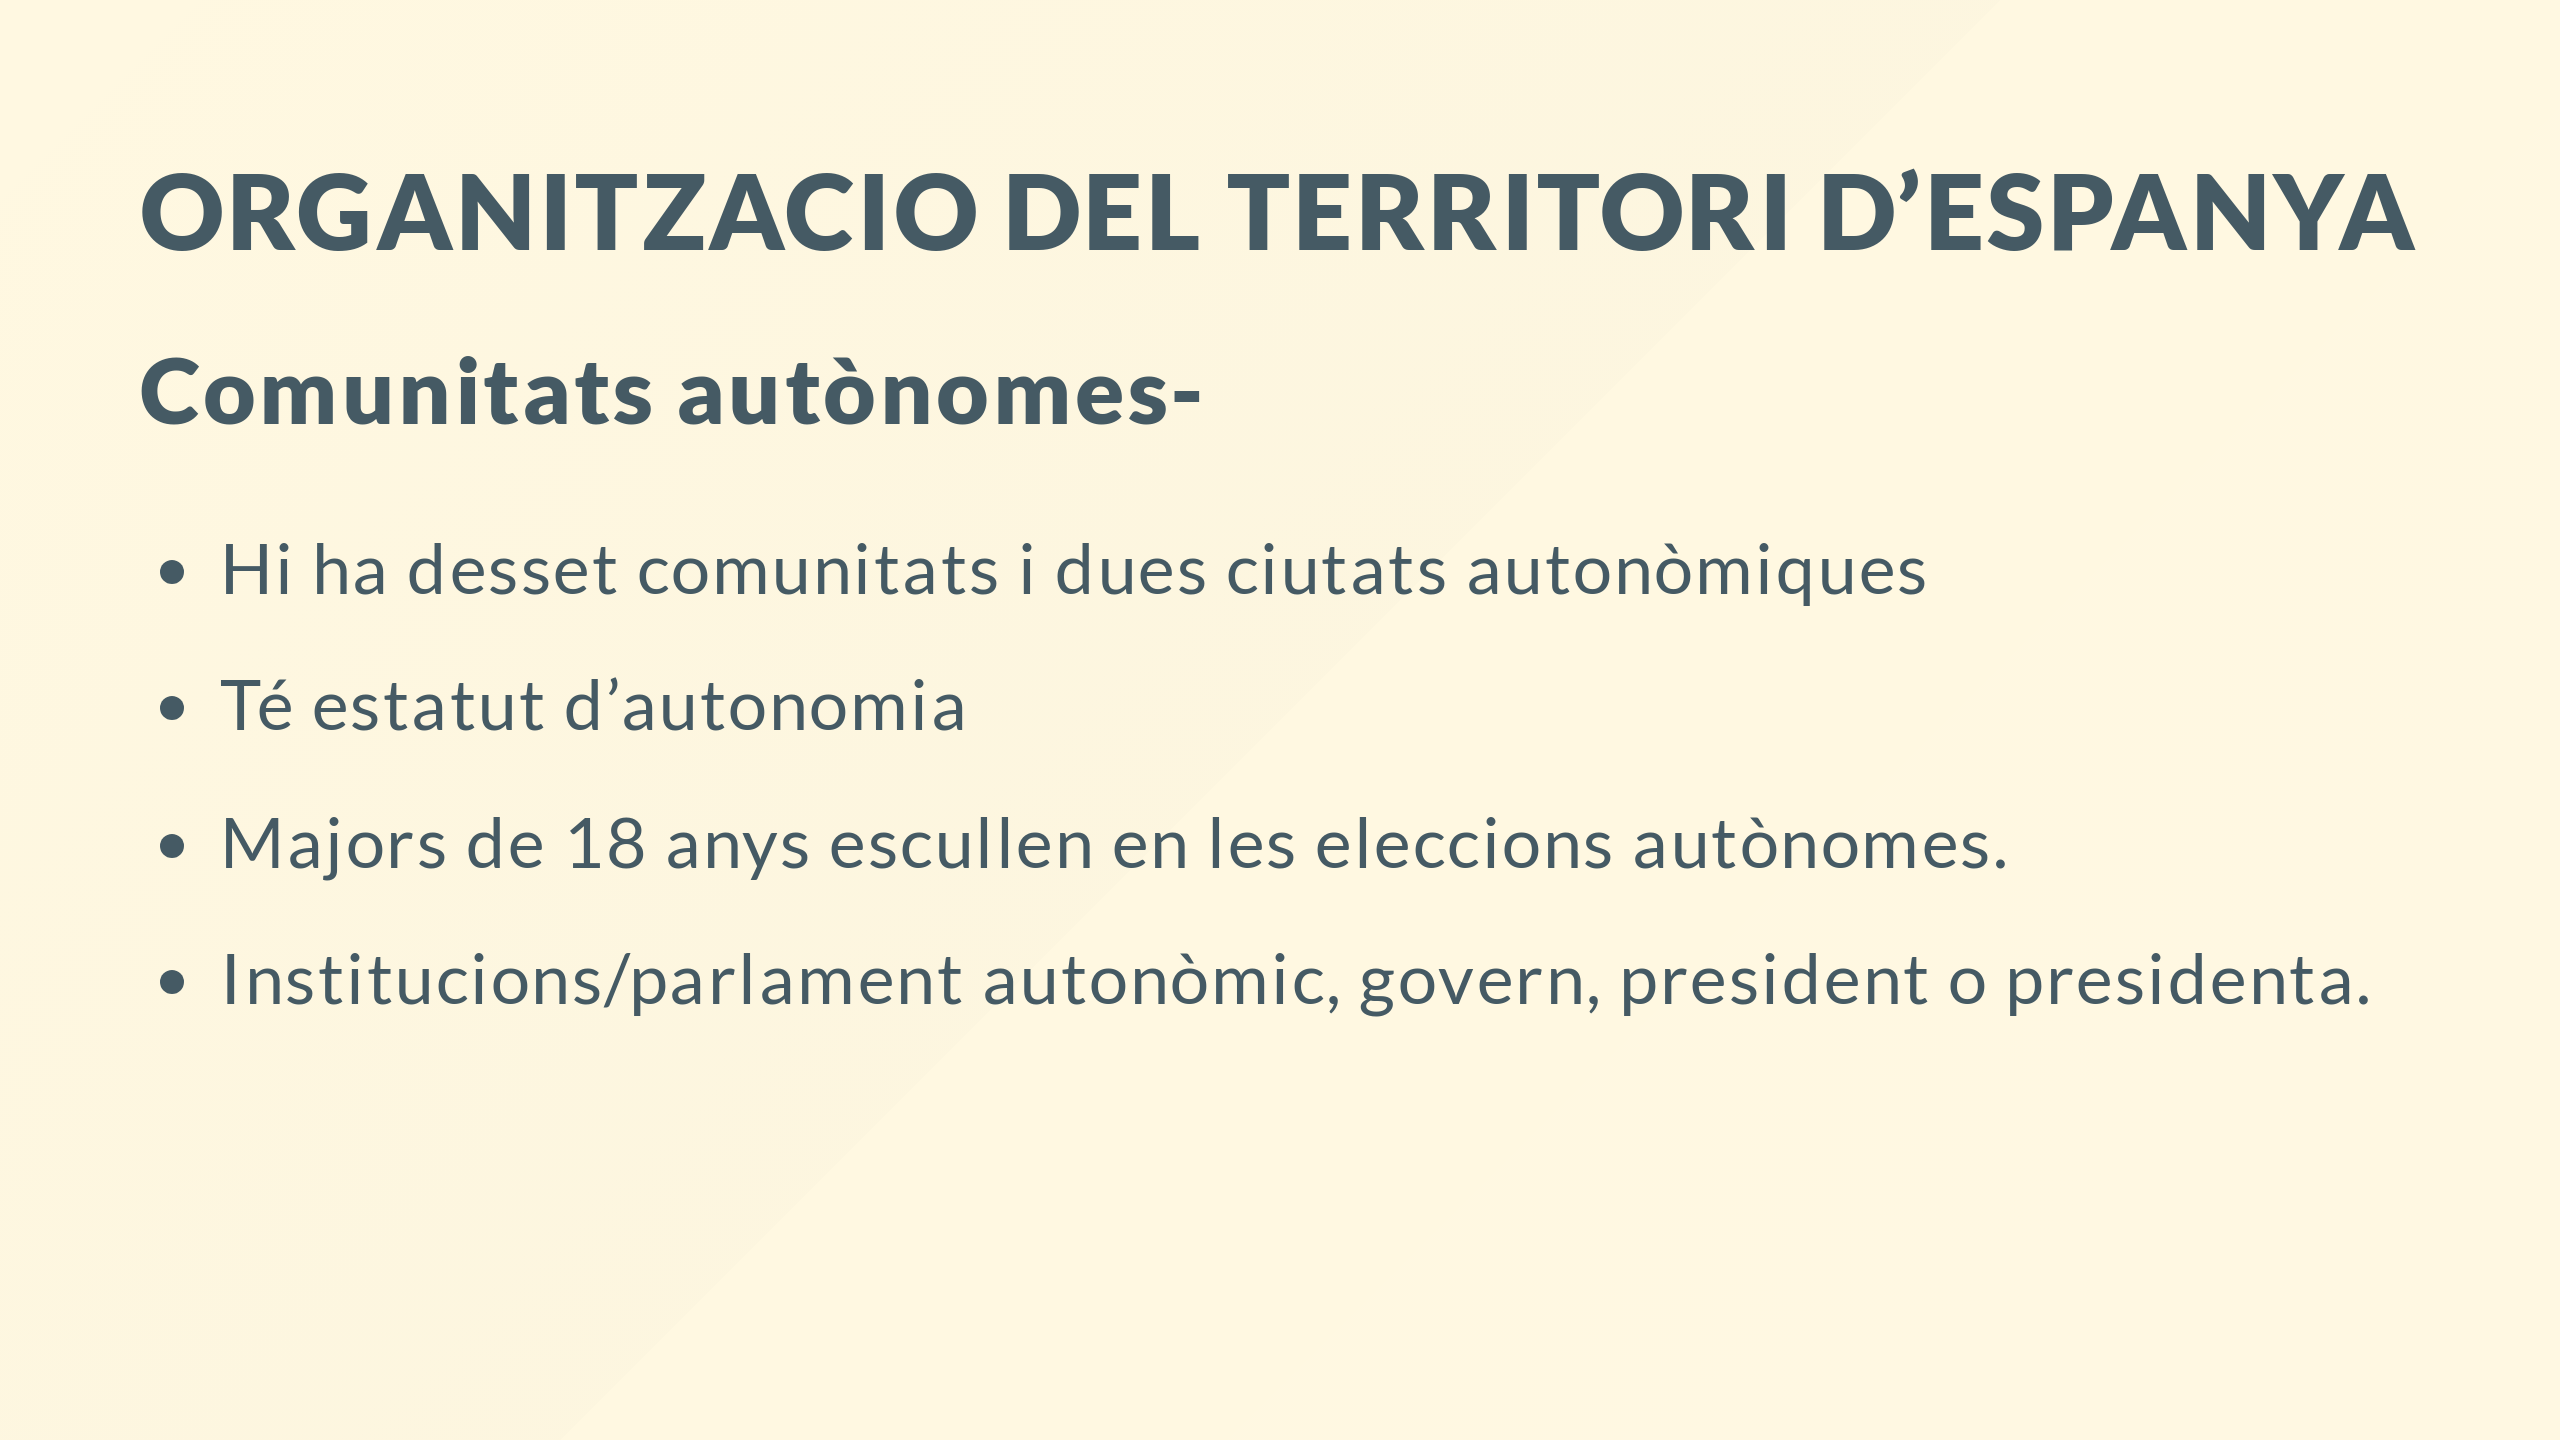 ORGANITZACIO DEL TERRITORI D’ESPANYA
Comunitats autònomes-
• Hi ha desset comunitats i dues ciutats autonòmiques
• Té estatut d’autonomia
• Majors de 18 anys escullen en les eleccions autònomes.
• Institucions/parlament autonòmic, govern, president o presidenta.